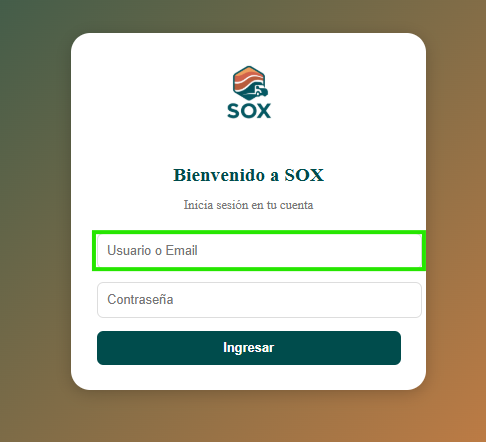 SOX
Bienvenido a SOX
Inicia sesión en tu cuenta
Usuario o Email
Contraseña
Ingresar